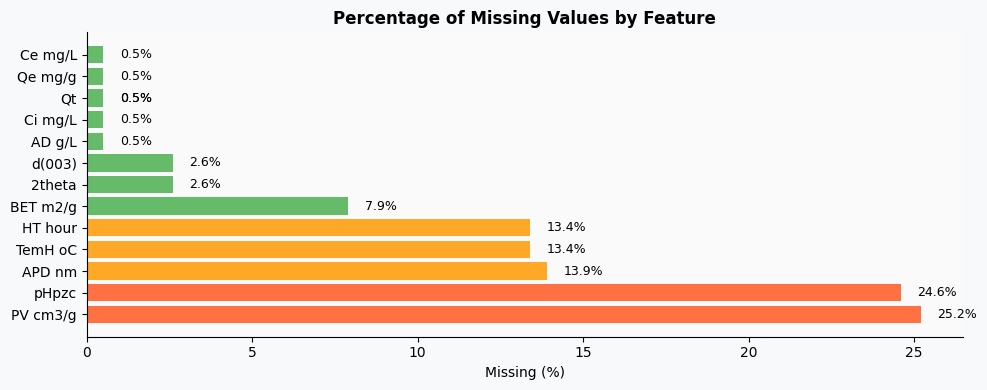 Percentage of Missing Values by Feature
Ce mg/L 0.5%
Qe mg/g 0.5%
Qt 0.5%
Ci mg/L 0.5%
AD g/L 0.5%
d(003) 2.6%
2theta 2.6%
BET m2/g 7.9%
HT hour 13.4%
TemH oC 13.4%
APD nm 13.9%
pHpzc 24.6%
PV cm3/g 25.2%
0 5 10 15 20 25
Missing (%)